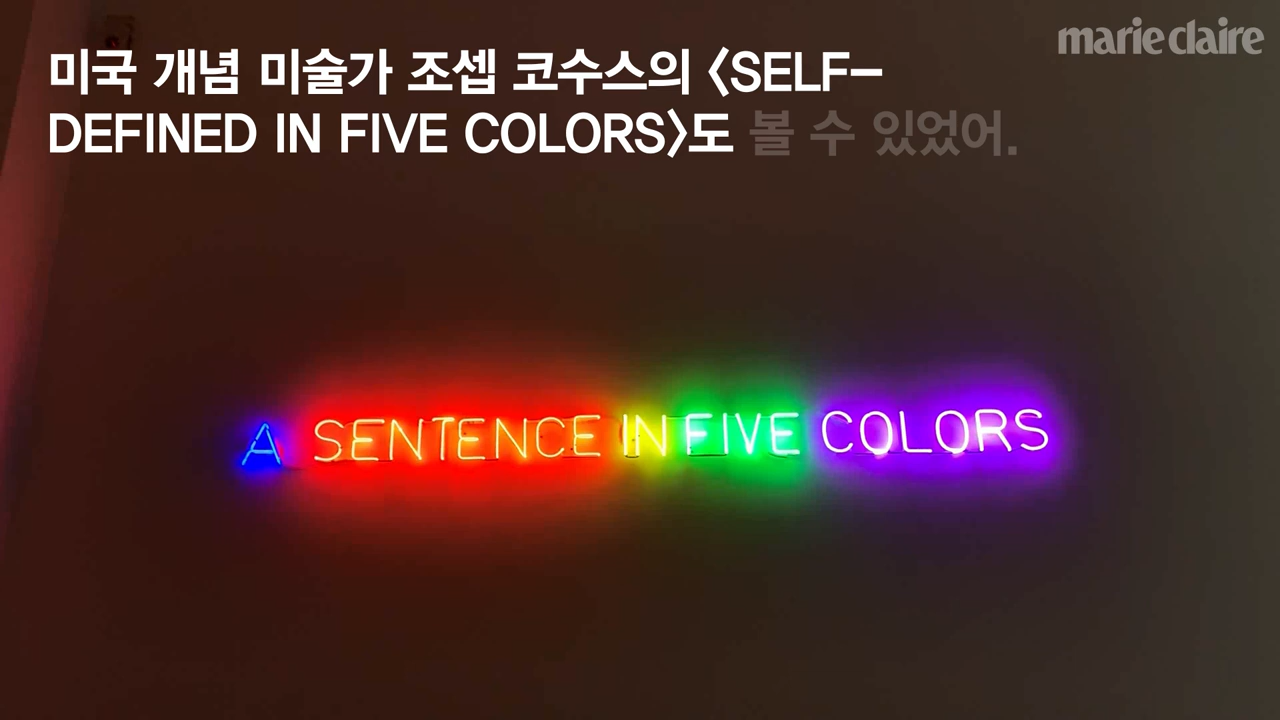 marie claire
미국 개념 미술가 조셉 코수스의 〈SELF-
DEFINED IN FIVE COLORS〉도 볼 수 있었어.
A SENTENCE IN FIVE COLORS